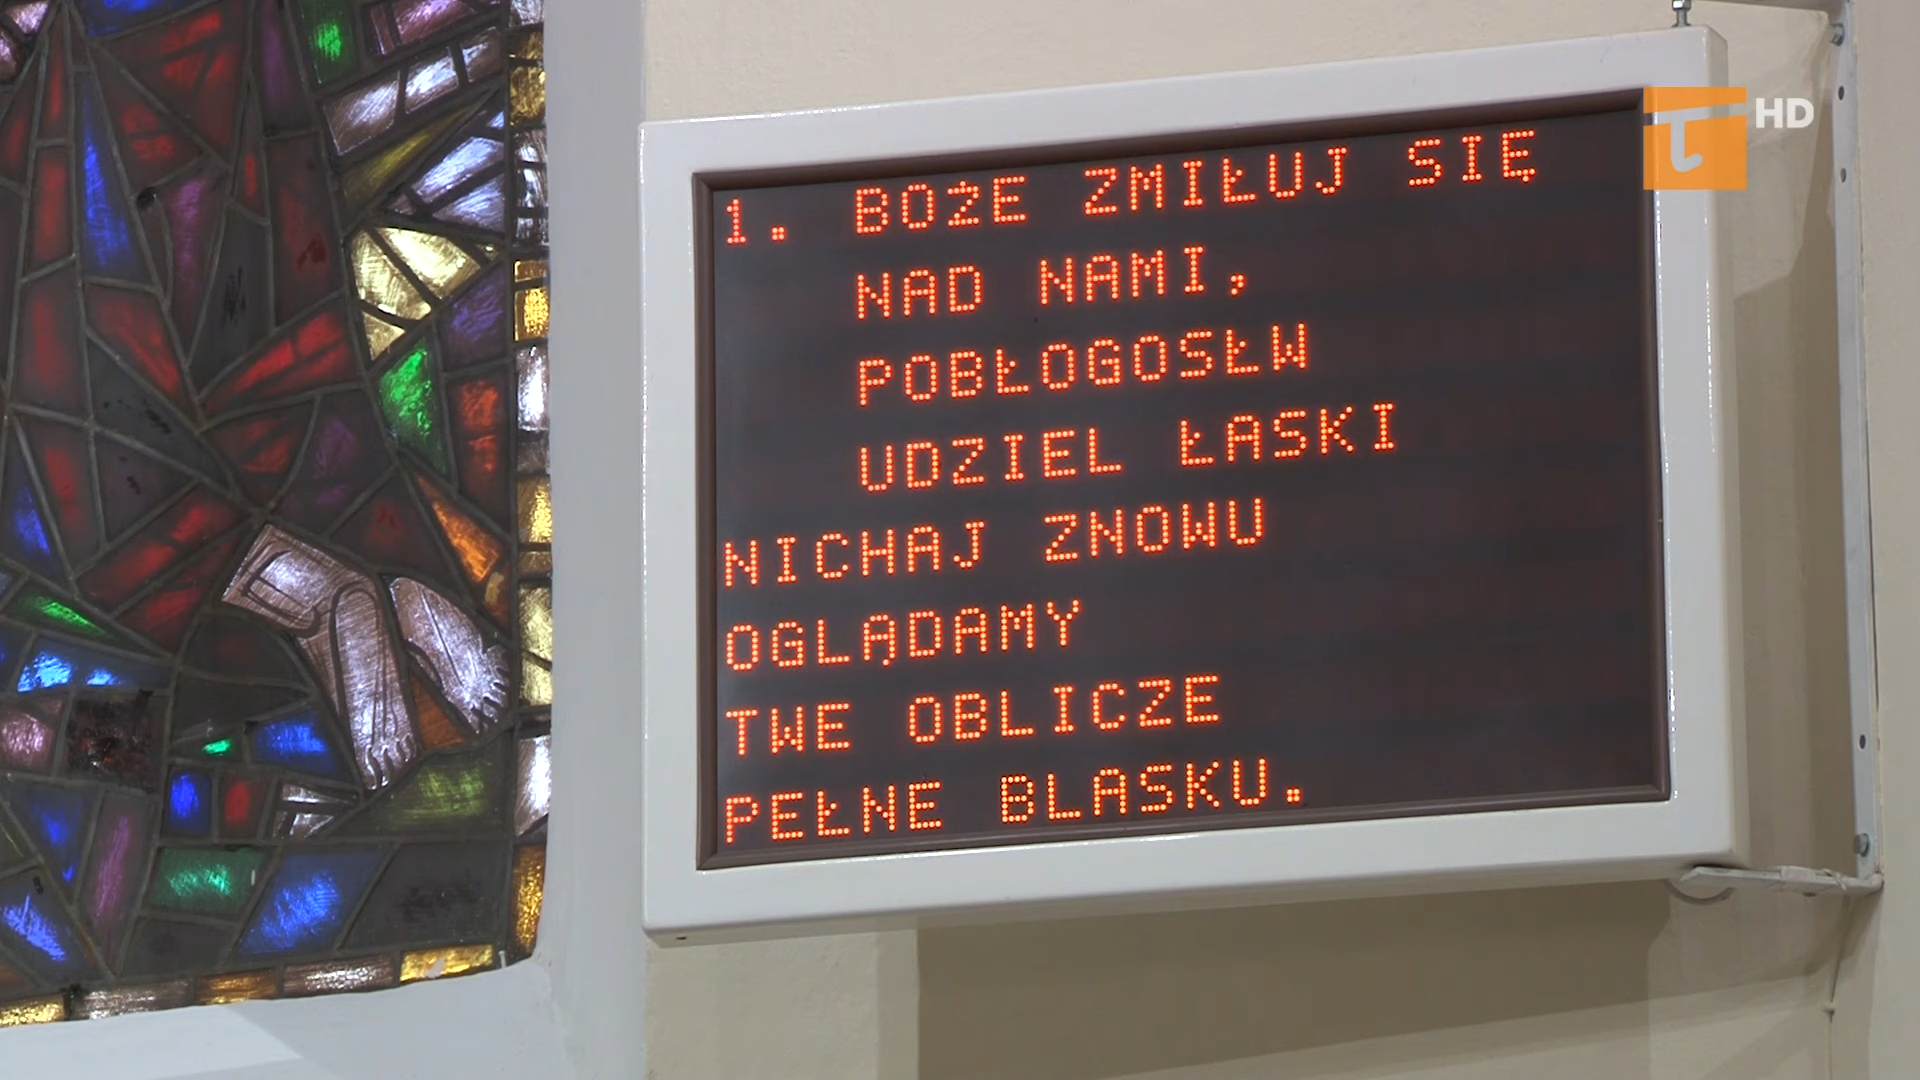 1. BOŻE ZMIŁUJ SIĘ
NAD NAMI,
POBŁOGOSŁW
UDZIEL ŁASKI
NICHAJ ZNOWU
OGLĄDAMY
TWE OBLICZE
PEŁNE BLASKU.
HD